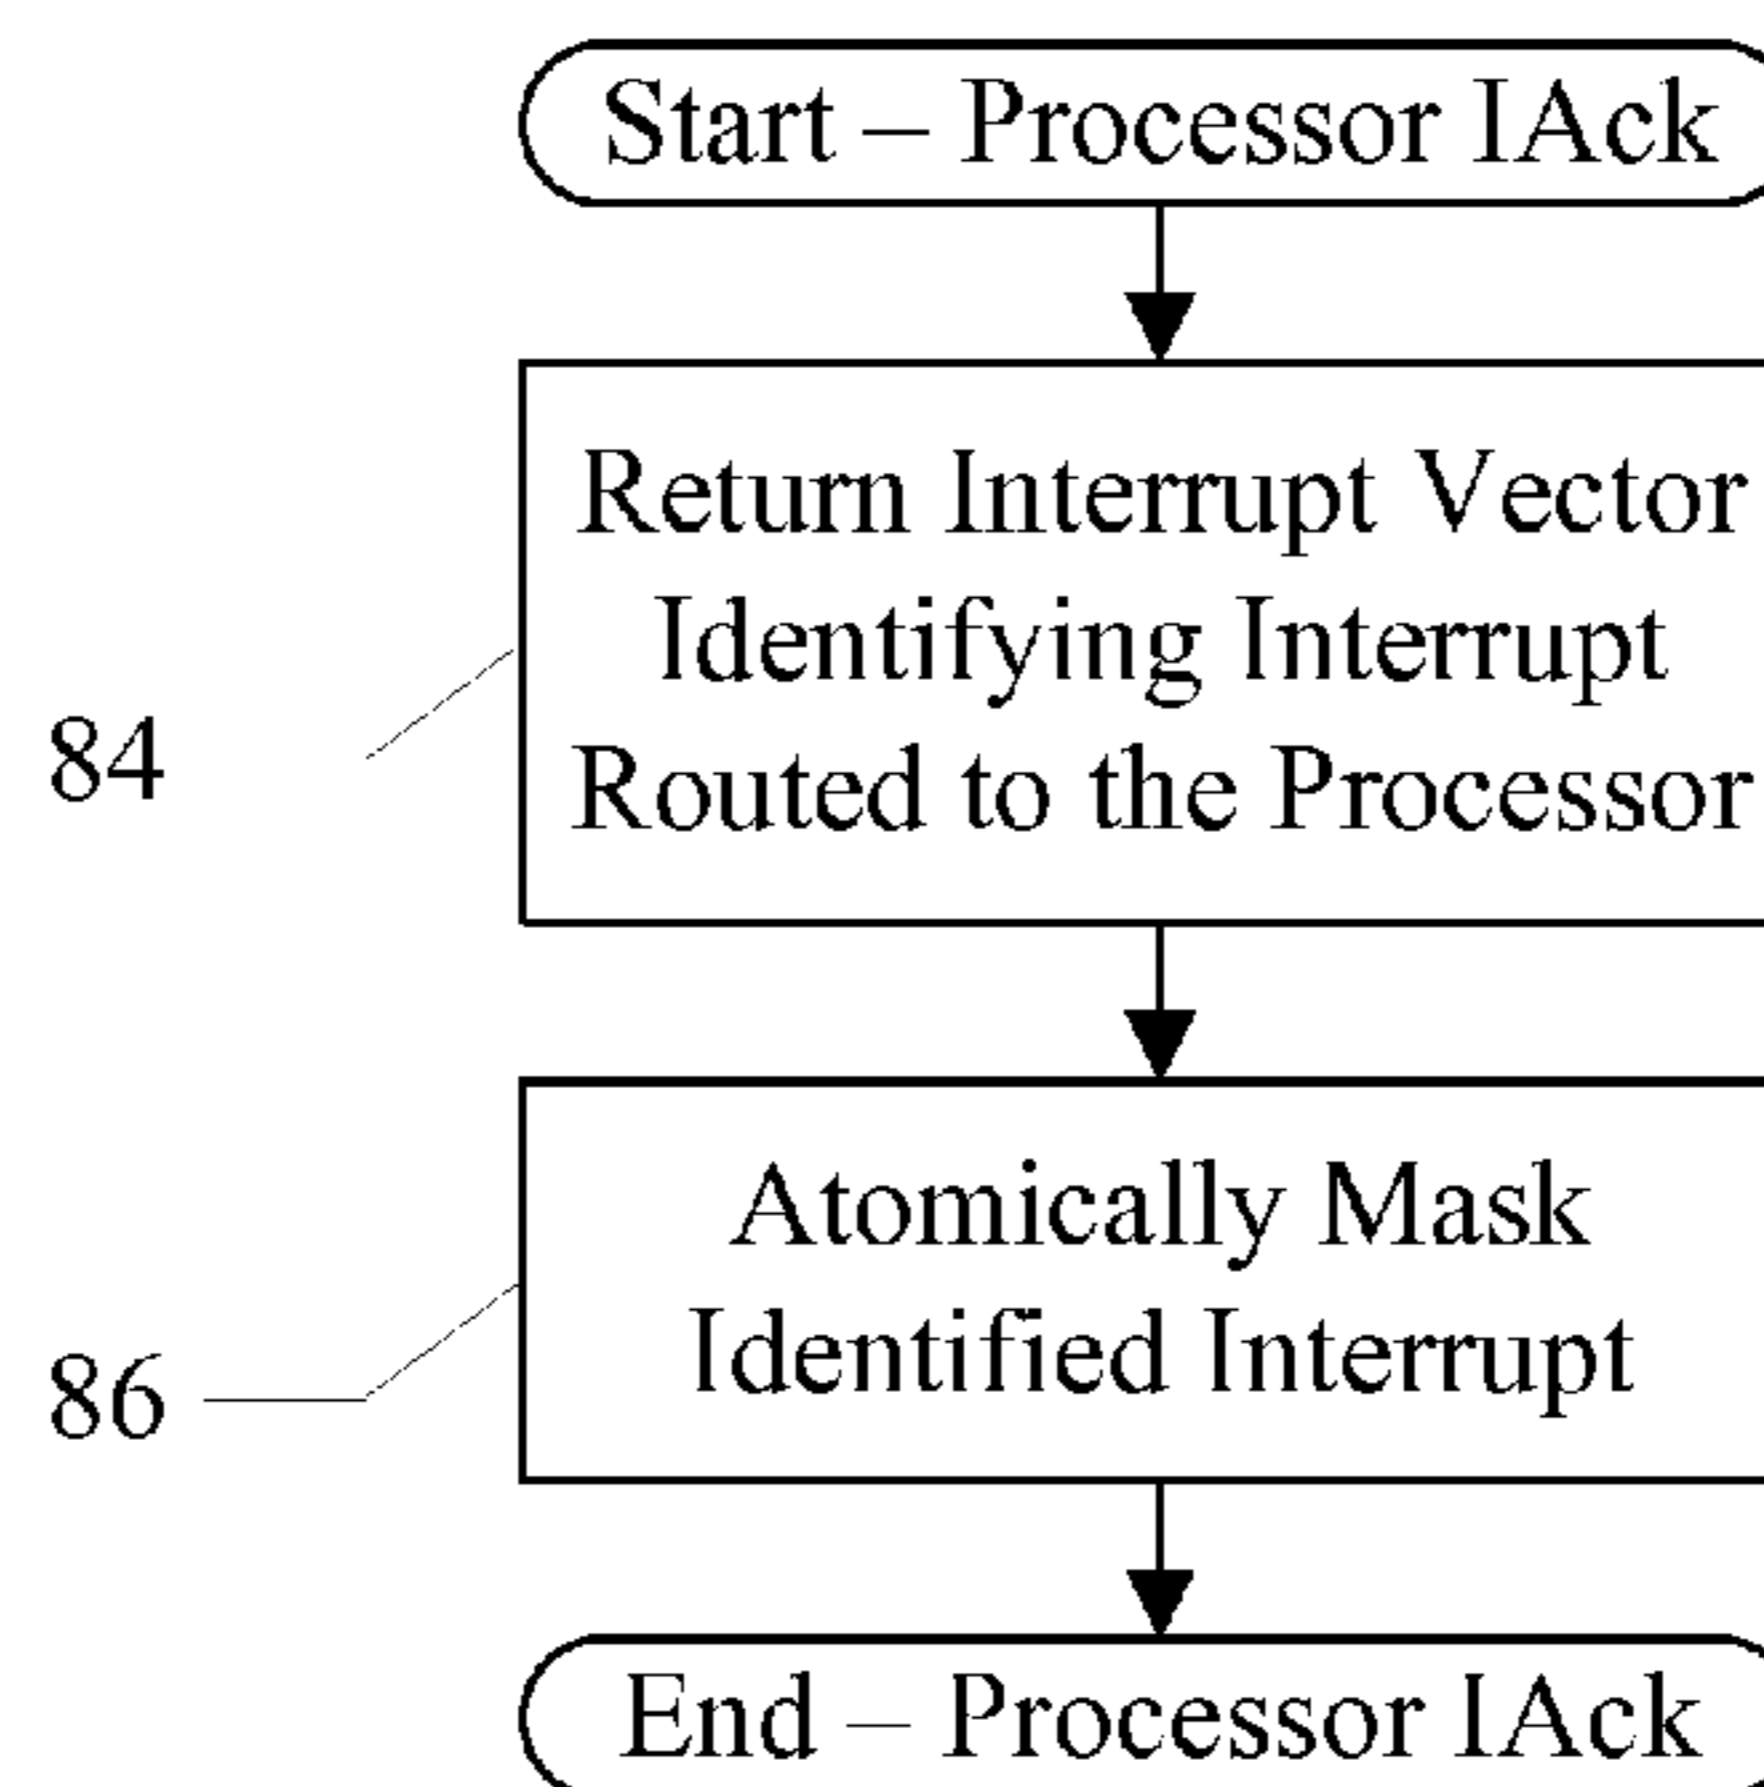 Start – Processor IAck
Return Interrupt Vector
Identifying Interrupt
Routed to the Processor
84
Atomically Mask
Identified Interrupt
86
End – Processor IAck